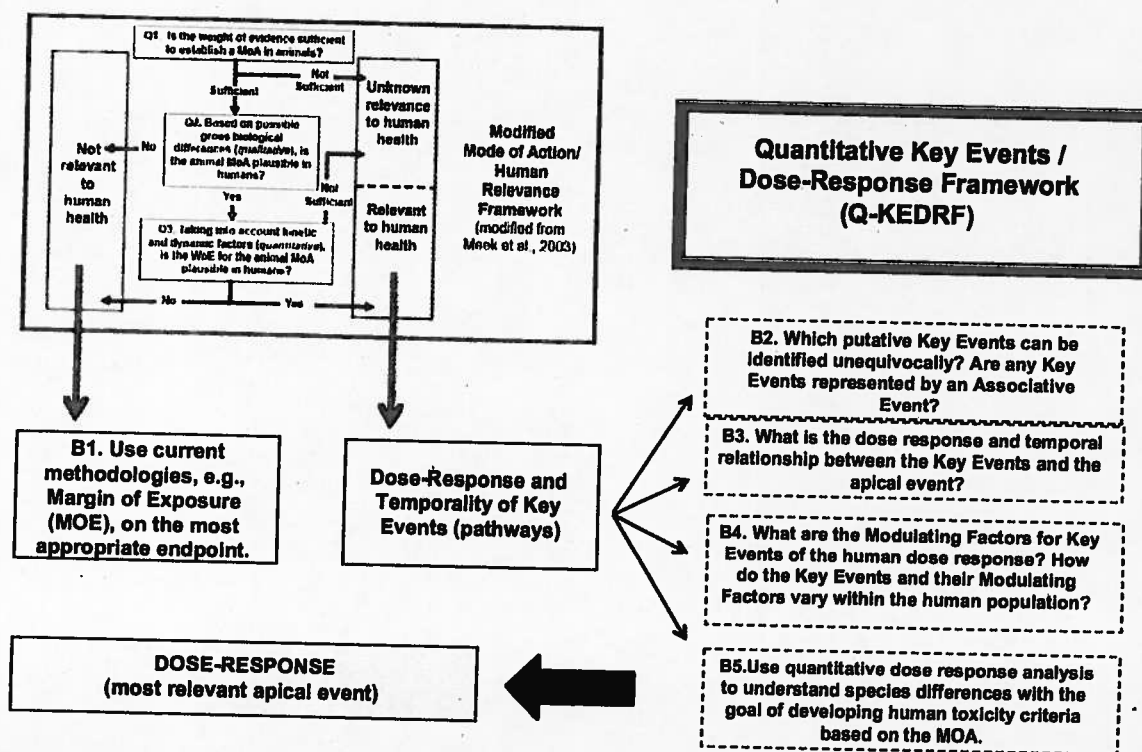 Q1. Is the weight of evidence sufficient
to establish a MoA in animals?
Not
Sufficient
Sufficient
Unknown
relevance
to human
health
Q2. Based on possible
gross biological
differences (qualitative), is
the animal MoA plausible in
humans?
No
Not
relevant
to
human
health
Not
Sufficient
Yes
Relevant
to human
health
Q3. Taking into account kinetic
and dynamic factors (quantitative),
is the WoE for the animal MoA
plausible in humans?
No
Yes
Modified
Mode of Action/
Human
Relevance
Framework
(modified from
Meek et al., 2003)
Quantitative Key Events /
Dose-Response Framework
(Q-KEDRF)
B1. Use current
methodologies, e.g.,
Margin of Exposure
(MOE), on the most
appropriate endpoint.
Dose-Response and
Temporality of Key
Events (pathways)
B2. Which putative Key Events can be
identified unequivocally? Are any Key
Events represented by an Associative
Event?
B3. What is the dose response and temporal
relationship between the Key Events and the
apical event?
B4. What are the Modulating Factors for Key
Events of the human dose response? How
do the Key Events and their Modulating
Factors vary within the human population?
B5.Use quantitative dose response analysis
to understand species differences with the
goal of developing human toxicity criteria
based on the MOA.
DOSE-RESPONSE
(most relevant apical event)